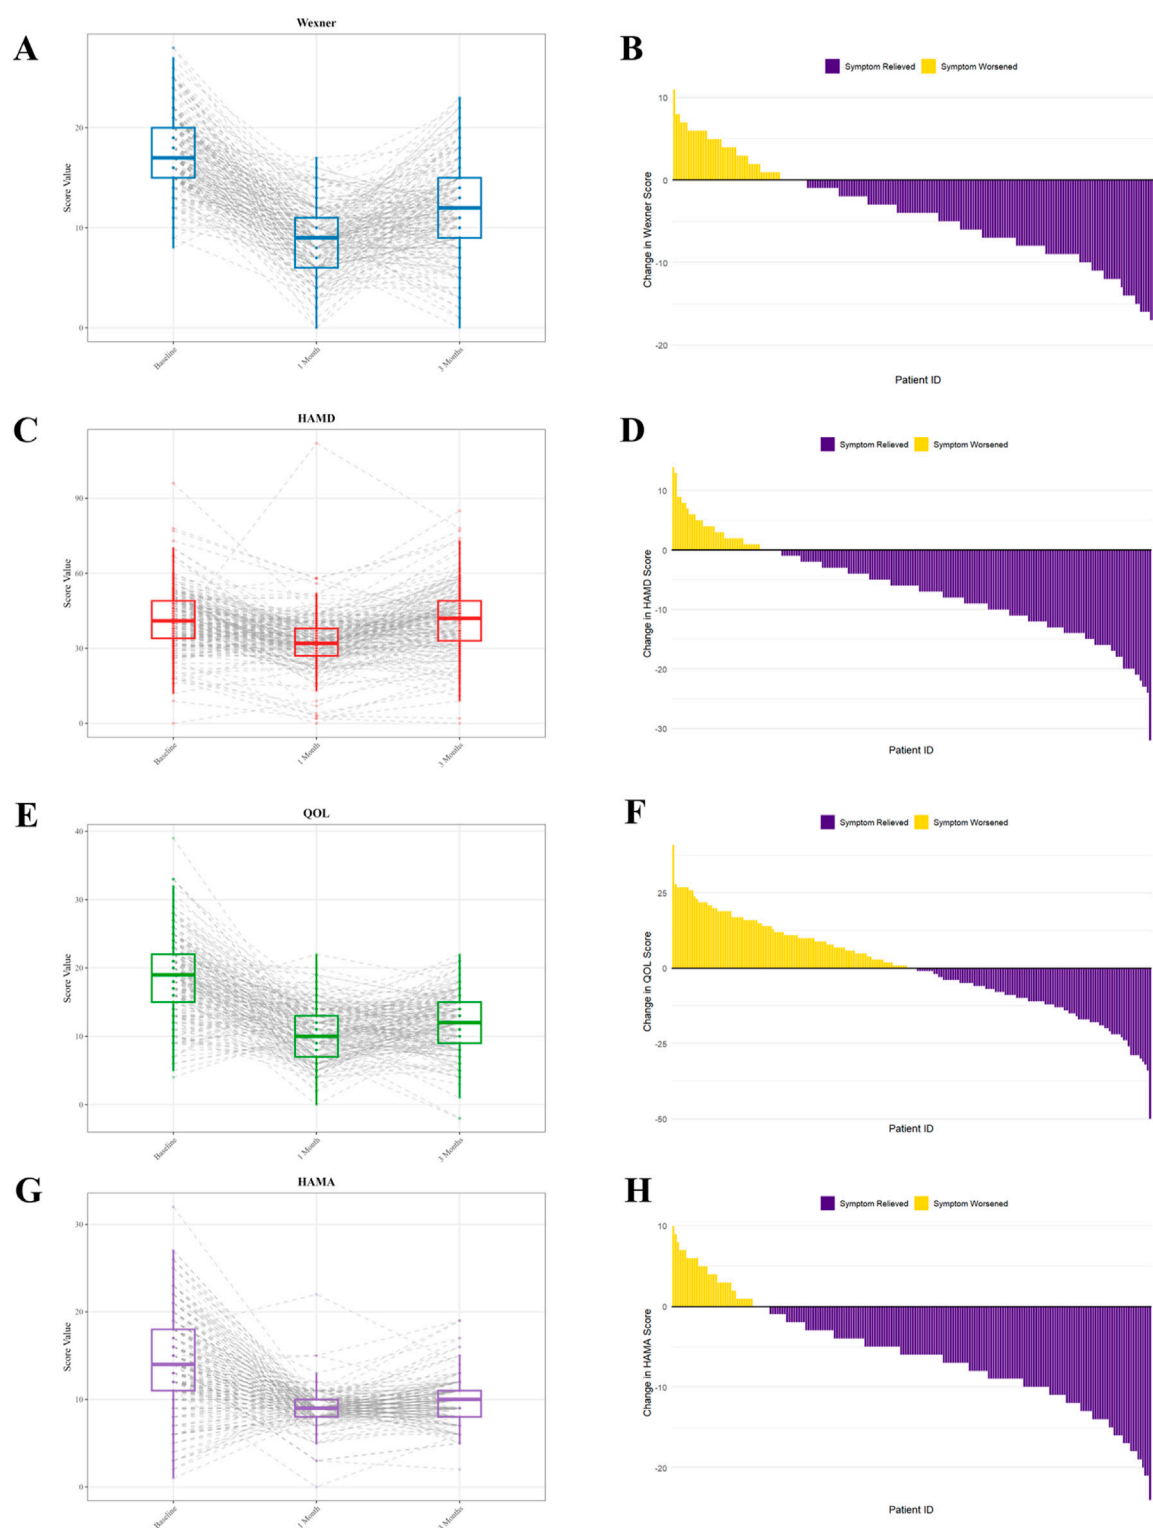 A
Wexner
Score Value
20
10
0
Baseline
1 Month
3 Months
B
Symptom Relieved Symptom Worsened
Change in Wexner Score
10
0
-10
-20
Patient ID
C
HAMD
Score Value
90
60
30
0
Baseline
1 Month
3 Months
D
Symptom Relieved Symptom Worsened
Change in HAMD Score
10
0
-10
-20
-30
Patient ID
E
QOL
Score Value
40
30
20
10
0
Baseline
1 Month
3 Months
F
Symptom Relieved Symptom Worsened
Change in QOL Score
25
0
-25
-50
Patient ID
G
HAMA
Score Value
30
20
10
0
Baseline
1 Month
3 Months
H
Symptom Relieved Symptom Worsened
Change in HAMA Score
10
0
-10
-20
Patient ID